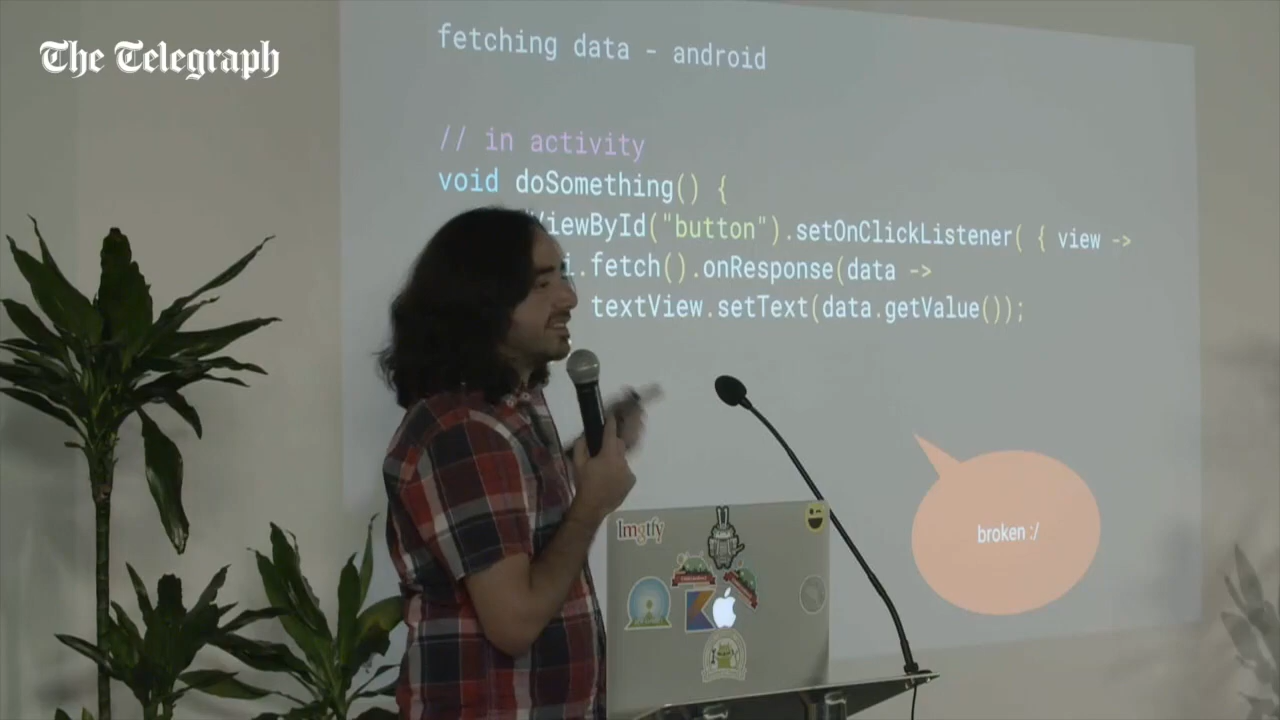 The Telegraph
fetching data - android
// in activity
void doSomething() {
ViewById("button").setOnClickListener( { view ->
i.fetch().onResponse(data ->
textView.setText(data.getValue());
broken :/
lmgtfy